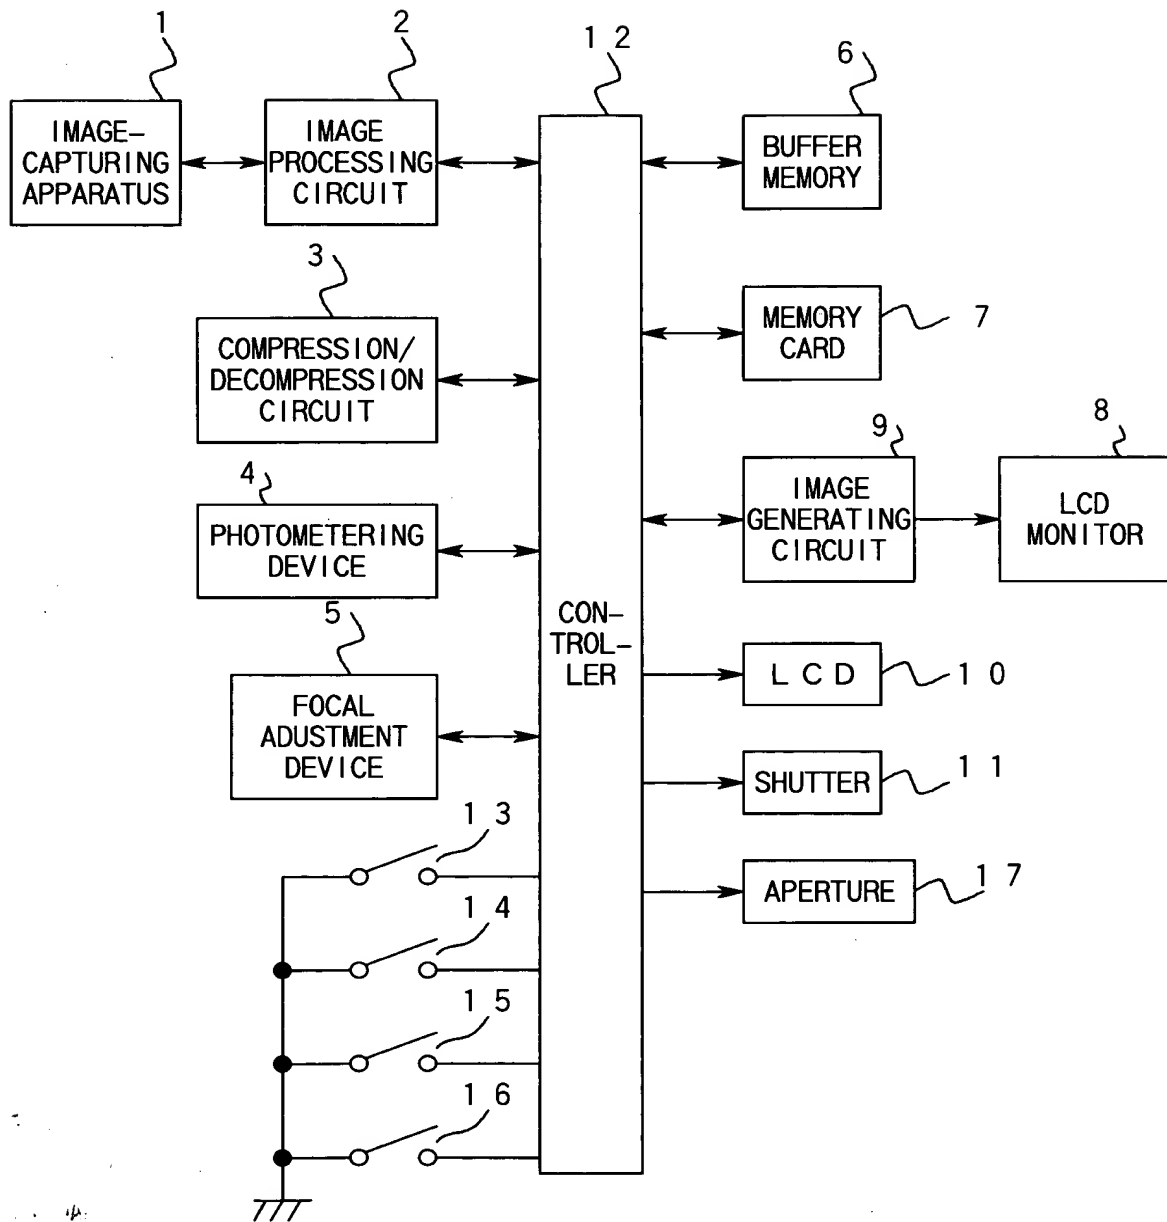 1
2
1 2
6
IMAGE-
CAPTURING
APPARATUS
IMAGE
PROCESSING
CIRCUIT
BUFFER
MEMORY
3
COMPRESSION/
DECOMPRESSION
CIRCUIT
MEMORY
CARD
7
4
PHOTOMETERING
DEVICE
9
8
IMAGE
GENERATING
CIRCUIT
LCD
MONITOR
5
FOCAL
ADUSTMENT
DEVICE
CON-
TROL-
LER
LCD
1 0
SHUTTER
1 1
APERTURE
1 7
1 3
1 4
1 5
1 6